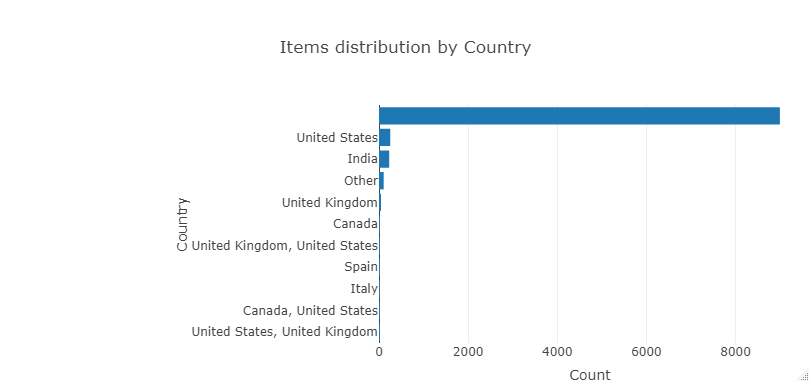 Items distribution by Country
United States
India
Other
United Kingdom
Canada
United Kingdom, United States
Spain
Italy
Canada, United States
United States, United Kingdom
Country
0 2000 4000 6000 8000
Count